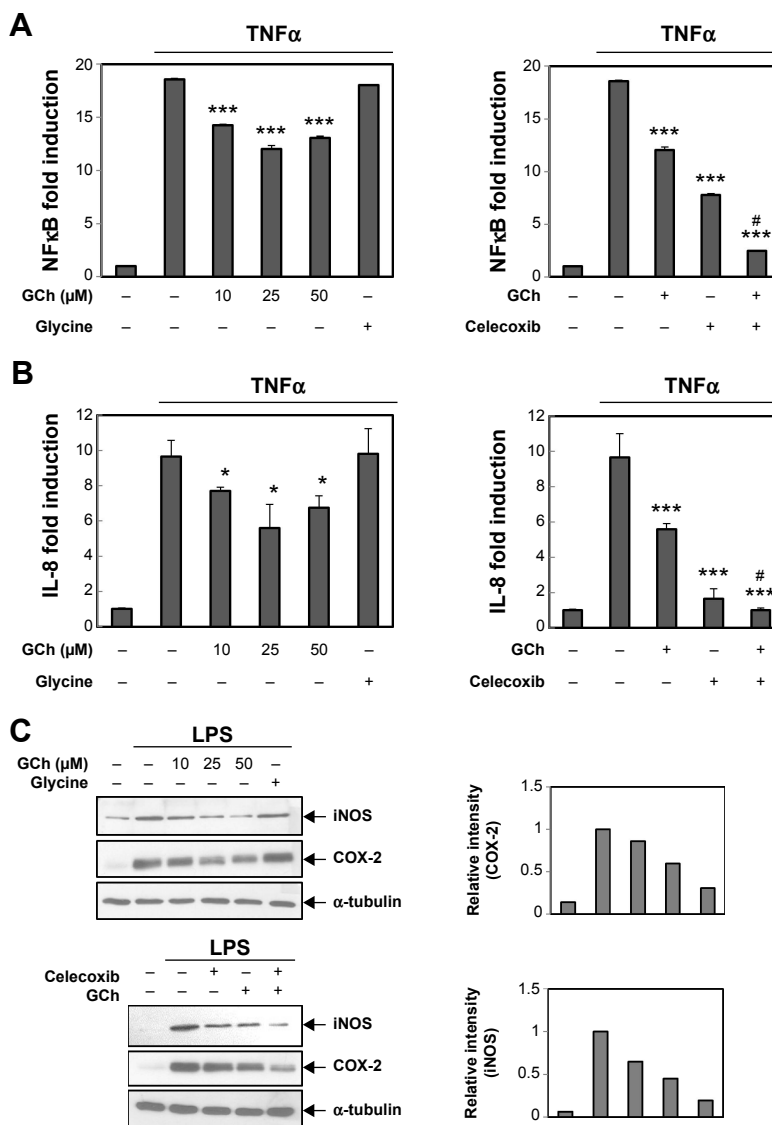 A
TNFα
NFκB fold induction
20
15
10
5
0
GCh (µM) – – 10 25 50 –
Glycine – – – – – +
*** *** ***
TNFα
NFκB fold induction
20
15
10
5
0
GCh – – + – +
Celecoxib – – – + +
*** *** # ***
B
TNFα
IL-8 fold induction
12
10
8
6
4
2
0
GCh (µM) – – 10 25 50 –
Glycine – – – – – +
* * *
TNFα
IL-8 fold induction
12
10
8
6
4
2
0
GCh – – + – +
Celecoxib – – – + +
*** *** # ***
C
LPS
GCh (µM) – – 10 25 50 –
Glycine – – – – – +
iNOS
COX-2
α-tubulin
Relative intensity
(COX-2)
1.5
1
0.5
0
LPS
Celecoxib – – + – +
GCh – – – + +
iNOS
COX-2
α-tubulin
Relative intensity
(iNOS)
1.5
1
0.5
0